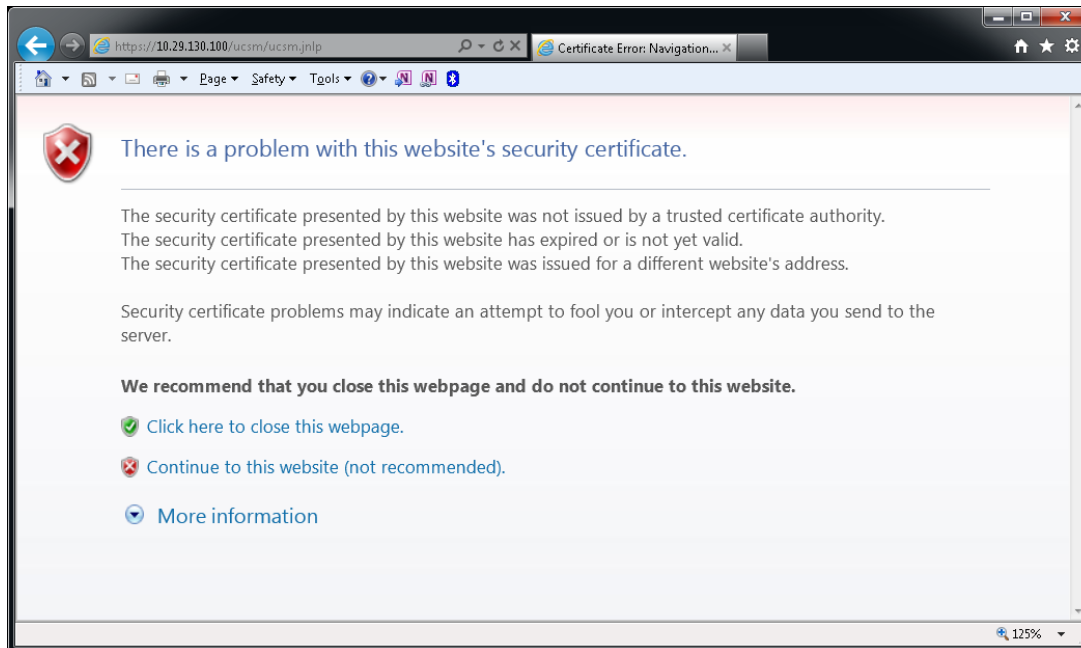 https://10.29.130.100/ucsm/ucsm.jnlp
Certificate Error: Navigation...
Page Safety Tools
There is a problem with this website's security certificate.
The security certificate presented by this website was not issued by a trusted certificate authority.
The security certificate presented by this website has expired or is not yet valid.
The security certificate presented by this website was issued for a different website's address.
Security certificate problems may indicate an attempt to fool you or intercept any data you send to the
server.
We recommend that you close this webpage and do not continue to this website.
Click here to close this webpage.
Continue to this website (not recommended).
More information
125%